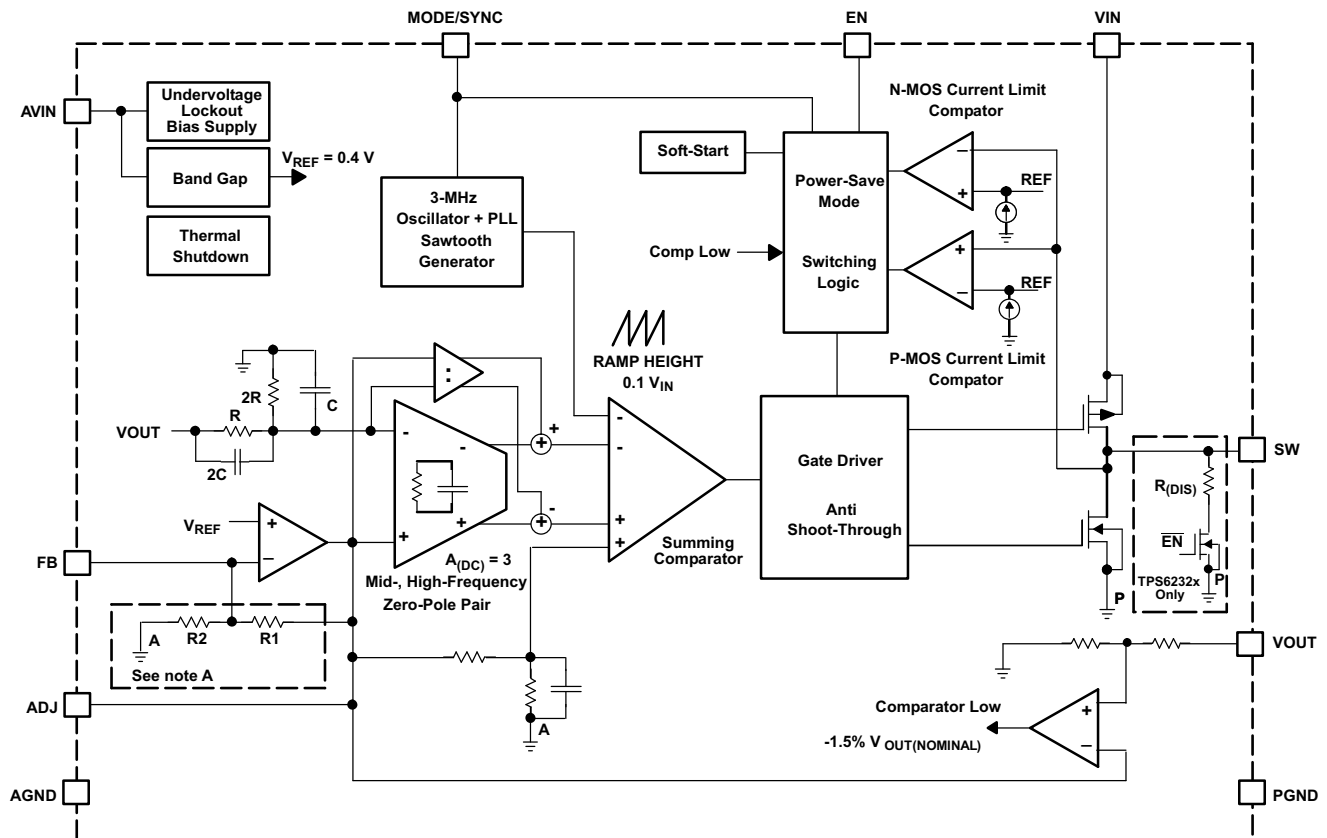 MODE/SYNC
EN
VIN
AVIN
Undervoltage
Lockout
Bias Supply
VREF = 0.4 V
Band Gap
Thermal
Shutdown
3-MHz
Oscillator + PLL
Sawtooth
Generator
Soft-Start
Power-Save
Mode
Switching
Logic
Comp Low
N-MOS Current Limit
Compator
-
+
REF
+
-
REF
P-MOS Current Limit
Compator
RAMP HEIGHT
0.1 VIN
2R
C
R
VOUT
2C
:
-
-
+
+
+
+
-
+
-
-
+
+
A(DC) = 3
Mid-, High-Frequency
Zero-Pole Pair
Summing
Comparator
Gate Driver
Anti
Shoot-Through
SW
R(DIS)
EN
P
TPS6232x
Only
P
VREF
+
-
FB
A
R2
R1
See note A
A
ADJ
VOUT
Comparator Low
-1.5% V OUT(NOMINAL)
+
-
AGND
PGND